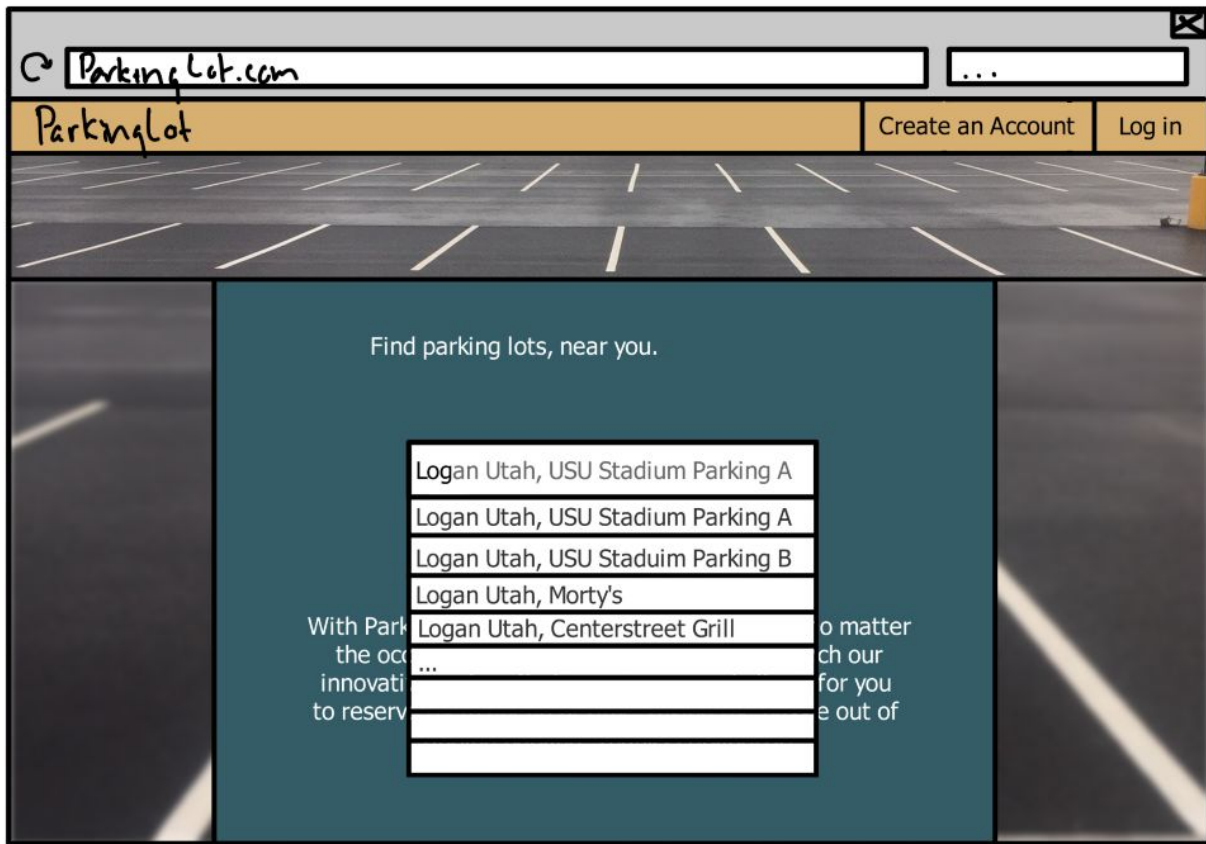 ParkingLot.com
...
ParkingLot
Create an Account
Log in
Find parking lots, near you.
Logan Utah, USU Stadium Parking A
Logan Utah, USU Stadium Parking A
Logan Utah, USU Staduim Parking B
Logan Utah, Morty's
With Park Logan Utah, Centerstreet Grill o matter
the occ ... ch our
innovati for you
to reserv e out of